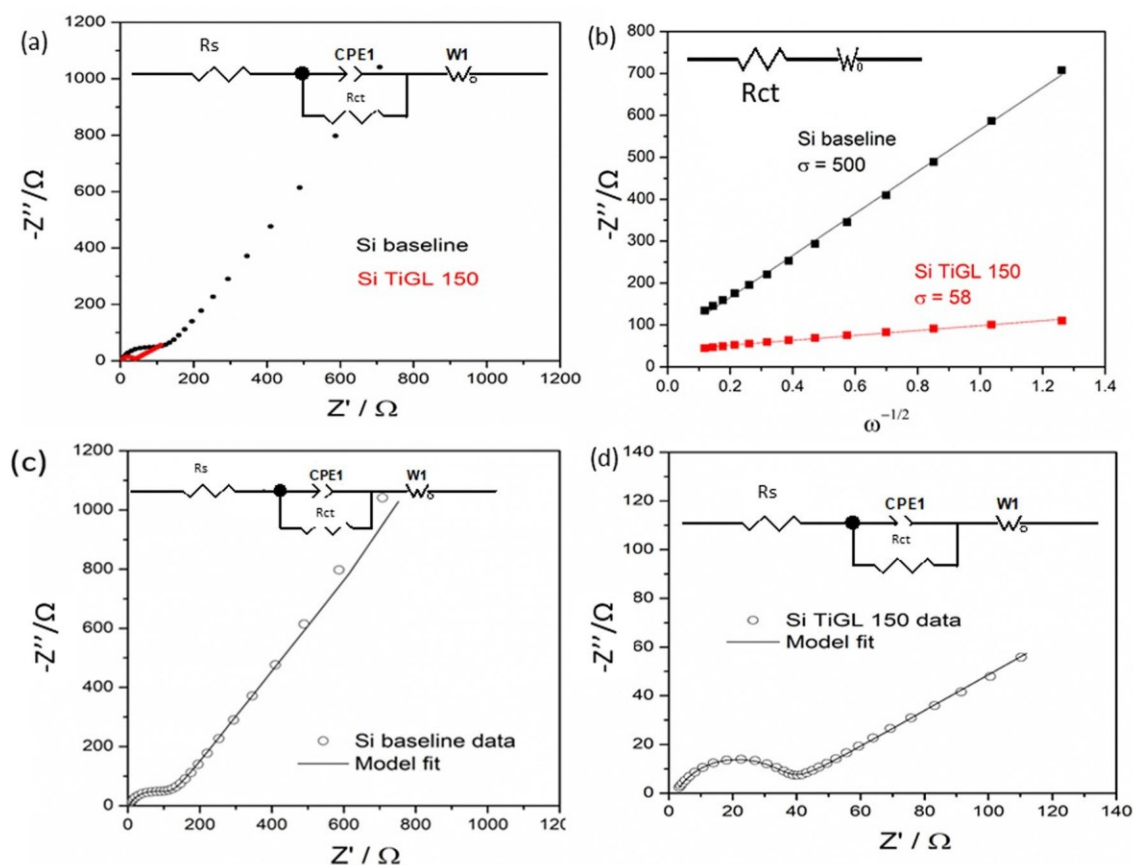 (a)
1200
1000
800
600
400
200
0
-Z''/Ω
Rs
CPE1
W1
Rct
Si baseline
Si TiGL 150
0 200 400 600 800 1000 1200
Z' / Ω
(b)
800
700
600
500
400
300
200
100
0
-Z''/Ω
Rct
W0
Si baseline
σ = 500
Si TiGL 150
σ = 58
0.0 0.2 0.4 0.6 0.8 1.0 1.2 1.4
ω-1/2
(c)
1200
1000
800
600
400
200
0
-Z''/Ω
Rs
CPE1
W1
Rct
Si baseline data
Model fit
0 200 400 600 800 1000 1200
Z' / Ω
(d)
140
120
100
80
60
40
20
0
-Z''/Ω
Rs
CPE1
W1
Rct
Si TiGL 150 data
Model fit
0 20 40 60 80 100 120 140
Z' / Ω